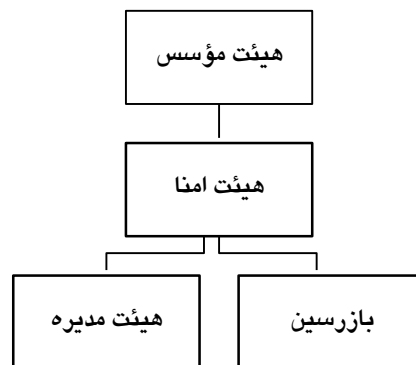 هیئت مؤسس
هیئت امنا
بازرسین
هیئت مدیره